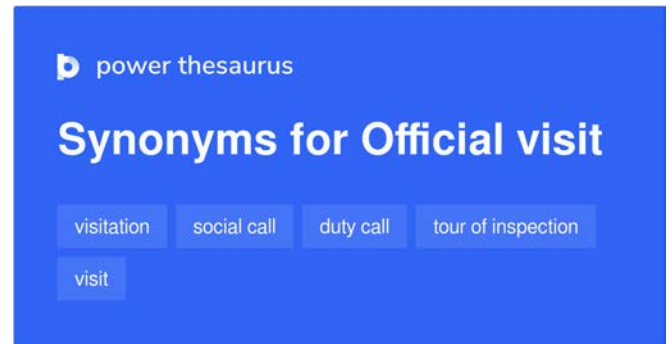 power thesaurus
Synonyms for Official visit
visitation social call duty call tour of inspection
visit